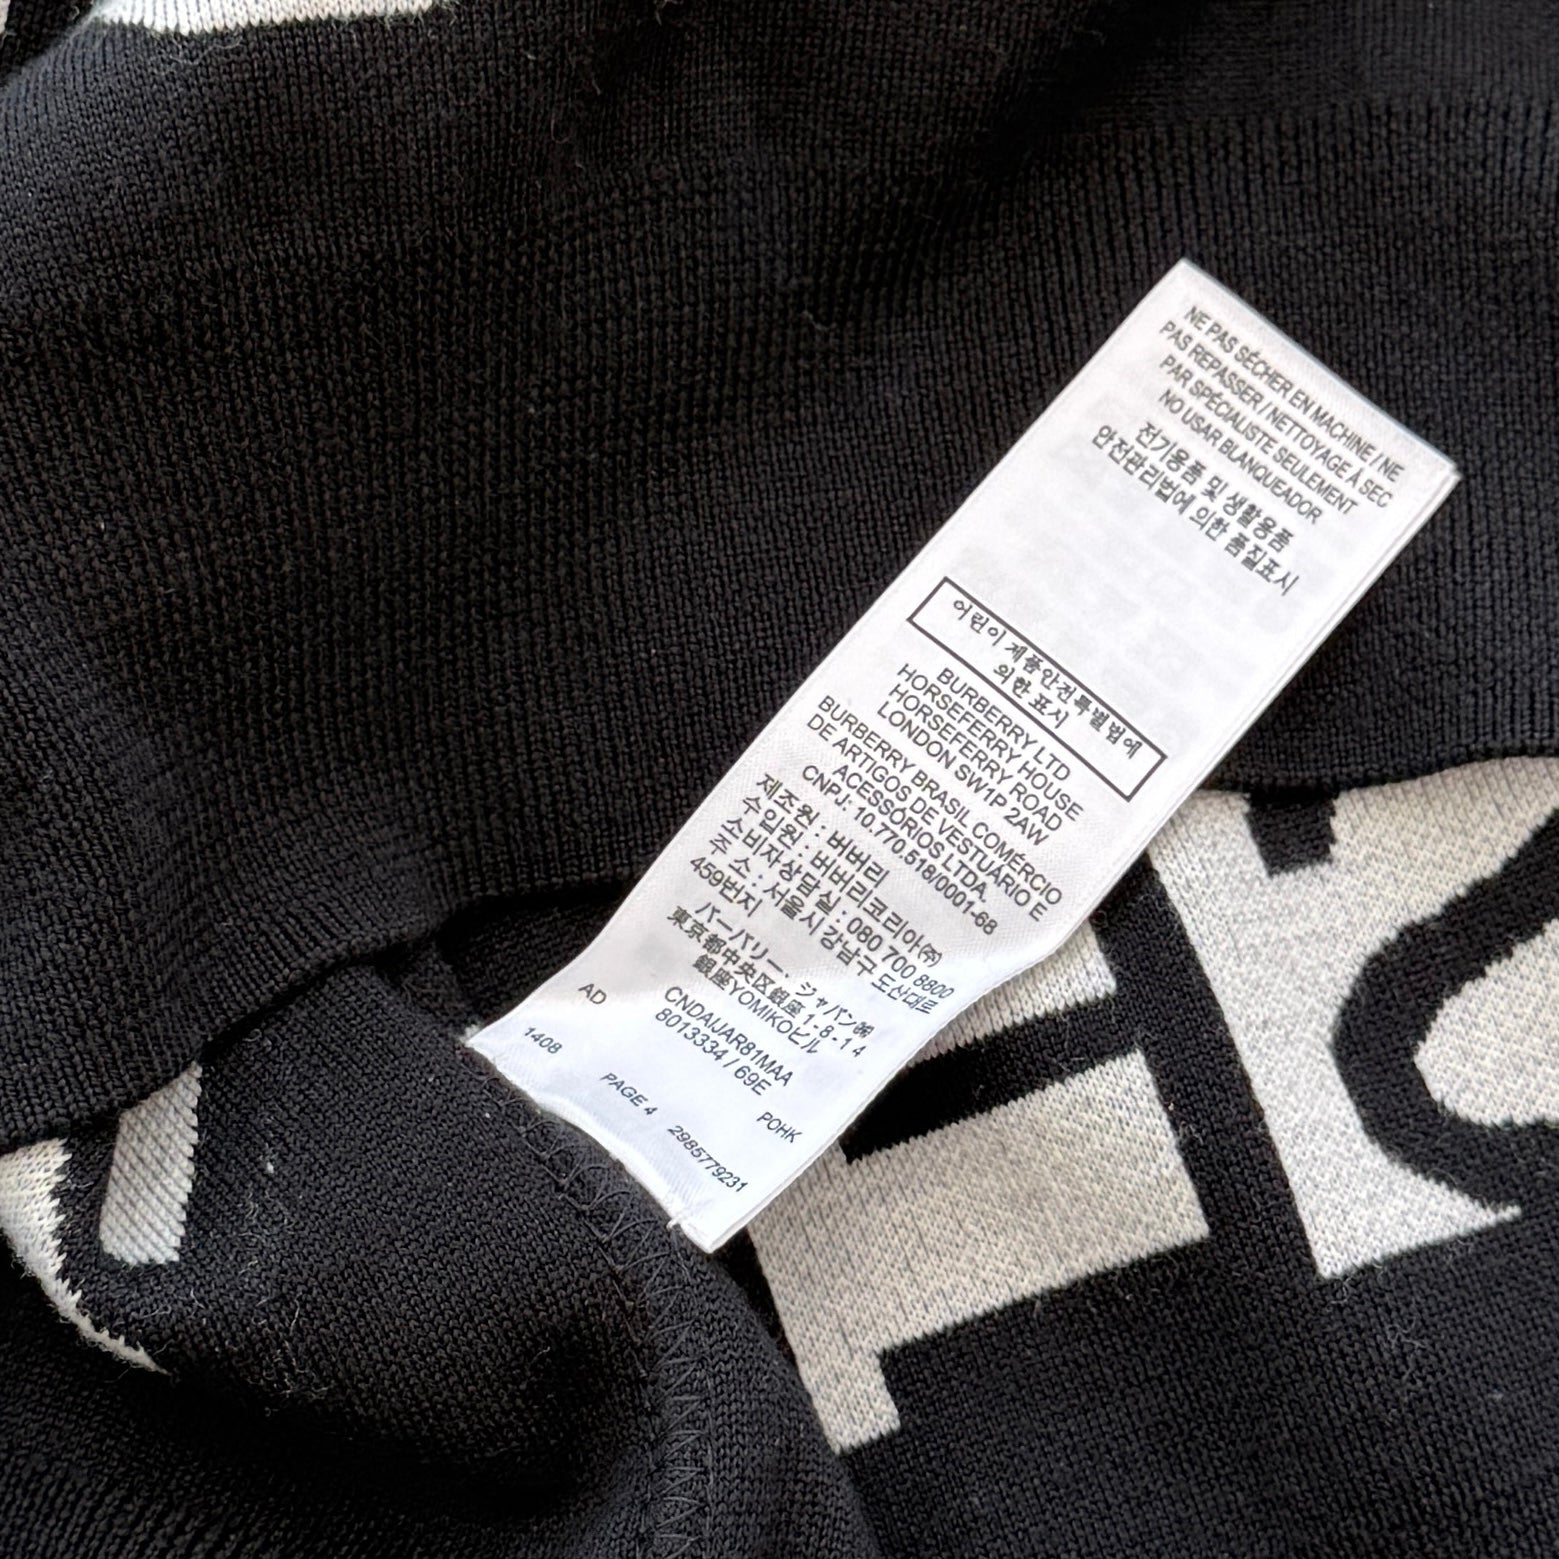 NE PAS SÉCHER EN MACHINE / NE
PAS REPASSER / NETTOYAGE À SEC
PAR SPÉCIALISTE SEULEMENT
NO USAR BLANQUEADOR
전기용품 및 생활용품
안전관리법에 의한 품질표시
어린이 제품안전특별법에
의한 표시
BURBERRY LTD
HORSEFERRY HOUSE
HORSEFERRY ROAD
LONDON SW1P 2AW
BURBERRY BRASIL COMÉRCIO
DE ARTIGOS DE VESTUÁRIO E
ACESSÓRIOS LTDA.
CNPJ: 10.770.518/0001-68
제조원 : 버버리
수입원 : 버버리코리아㈜
소비자상담실 : 080 700 8800
주 소 : 서울시 강남구 도산대로
459번지
バーバリー・ジャパン㈱
東京都中央区銀座1-8-14
銀座YOMIKOビル
AD
CNDAIJAR81MAA
8013334 / 69E
1408
POHK
PAGE 4
2985779231